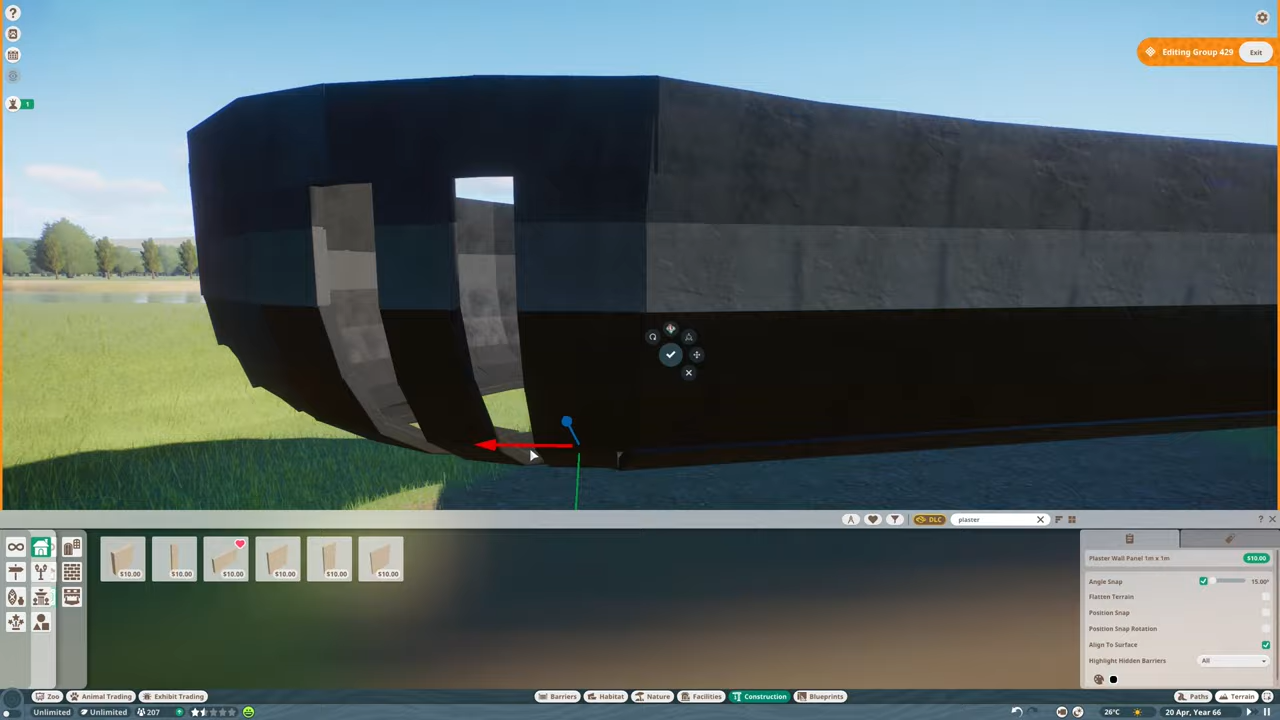 ?
Editing Group 429
Exit
1
DLC
plaster
? ×
$10.00
$10.00
$10.00
$10.00
$10.00
$10.00
Plaster Wall Panel 1m x 1m
$10.00
Angle Snap
15.00°
Flatten Terrain
Position Snap
Position Snap Rotation
Align To Surface
Highlight Hidden Barriers
All
Zoo
Animal Trading
Exhibit Trading
Barriers
Habitat
Nature
Facilities
Construction
Blueprints
Paths
Terrain
Unlimited
Unlimited
207
26°C
20 Apr, Year 66